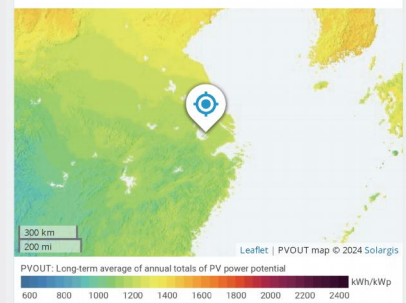 300 km
200 mi
Leaflet | PVOUT map © 2024 Solargis
PVOUT: Long-term average of annual totals of PV power potential
kWh/kWp
600 800 1000 1200 1400 1600 1800 2000 2200 2400